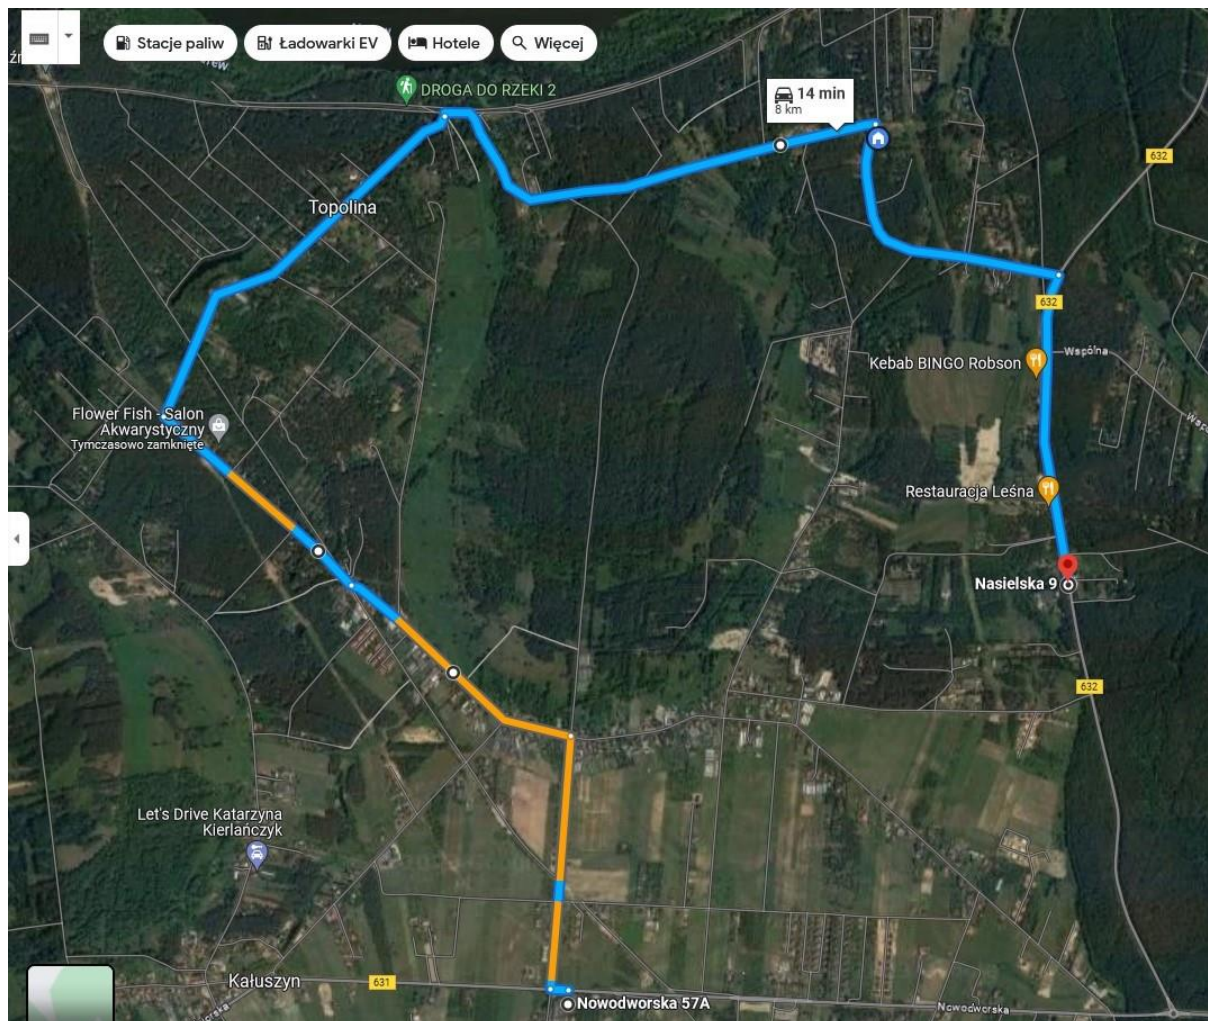 Stacje paliw
Ładowarki EV
Hotele
Więcej
DROGA DO RZEKI 2
14 min
8 km
632
Topolina
632
Wspólna
Kebab BINGO Robson
Flower Fish - Salon
Akwarystyczny
Tymczasowo zamknięte
Restauracja Leśna
Nasielska 9
632
Let's Drive Katarzyna
Kierlańczyk
Kałuszyn
631
Nowodworska 57A
Nowodworska